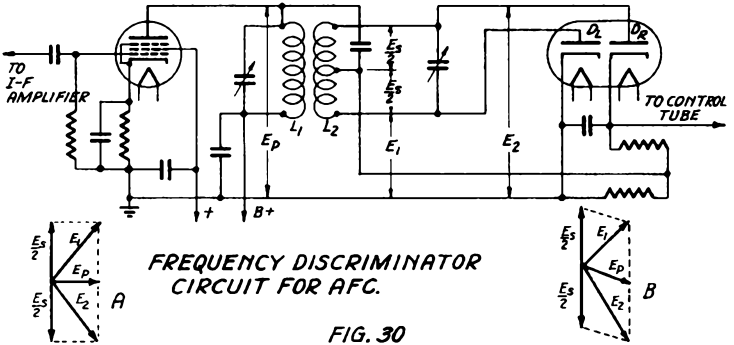 TO
I-F
AMPLIFIER
+
B+
L1
L2
Ep
Es/2
Es/2
E1
E2
DL
DR
TO CONTROL
TUBE
Es/2
Es/2
E1
Ep
E2
A
FREQUENCY DISCRIMINATOR
CIRCUIT FOR AFC.
FIG. 30
Es/2
Es/2
E1
Ep
E2
B